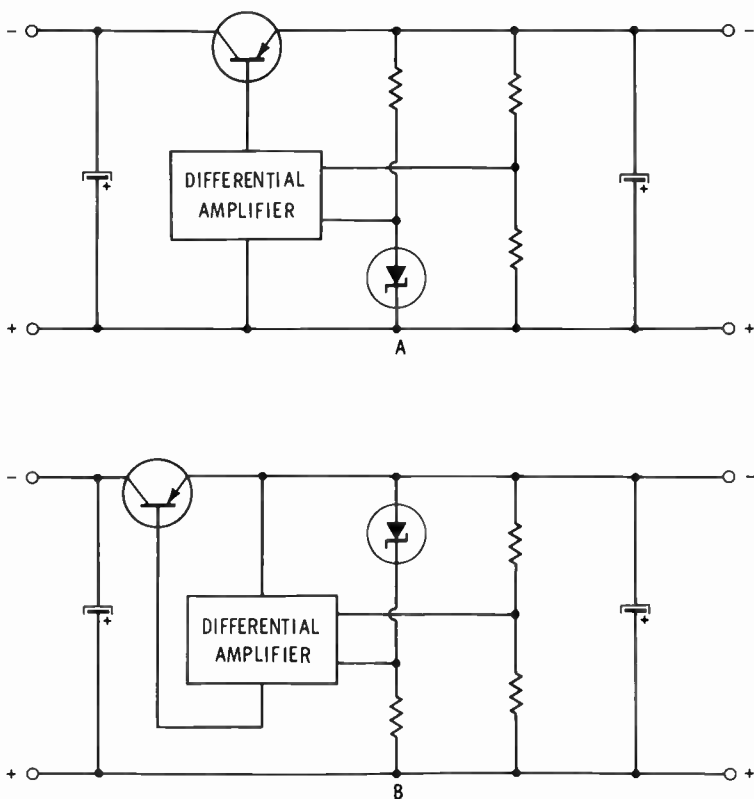 − −
DIFFERENTIAL
AMPLIFIER
+
+
+ +
A
− −
DIFFERENTIAL
AMPLIFIER
+
+
+ +
B